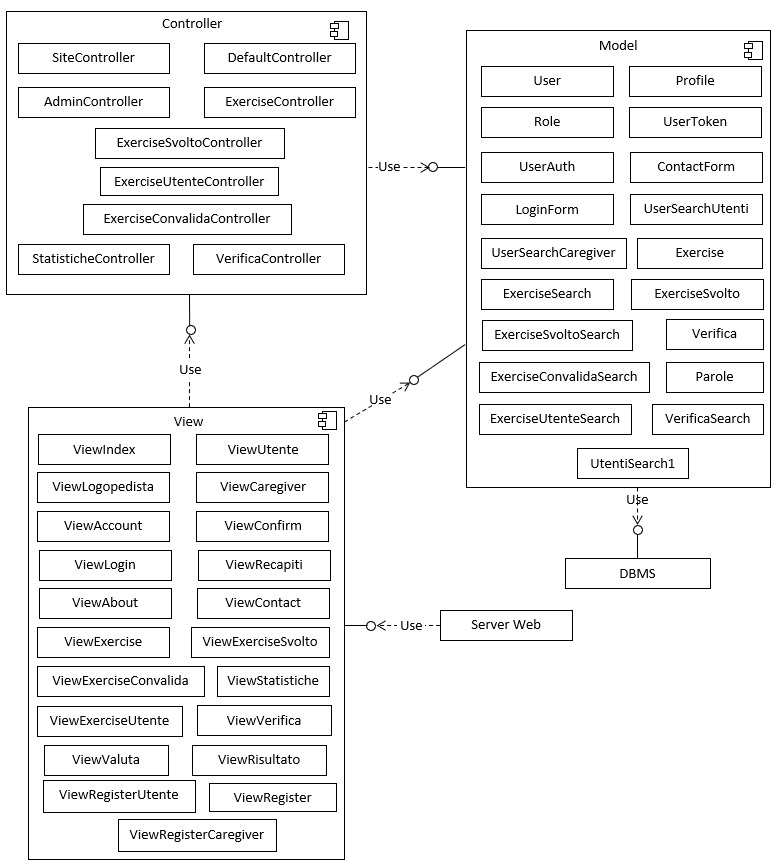 Controller
SiteController
DefaultController
AdminController
ExerciseController
ExerciseSvoltoController
ExerciseUtenteController
ExerciseConvalidaController
StatisticheController
VerificaController
Use
Model
User
Profile
Role
UserToken
UserAuth
ContactForm
LoginForm
UserSearchUtenti
UserSearchCaregiver
Exercise
ExerciseSearch
ExerciseSvolto
ExerciseSvoltoSearch
Verifica
ExerciseConvalidaSearch
Parole
ExerciseUtenteSearch
VerificaSearch
UtentiSearch1
Use
Use
Use
DBMS
View
ViewIndex
ViewUtente
ViewLogopedista
ViewCaregiver
ViewAccount
ViewConfirm
ViewLogin
ViewRecapiti
ViewAbout
ViewContact
ViewExercise
ViewExerciseSvolto
ViewExerciseConvalida
ViewStatistiche
ViewExerciseUtente
ViewVerifica
ViewValuta
ViewRisultato
ViewRegisterUtente
ViewRegister
ViewRegisterCaregiver
Use
Server Web